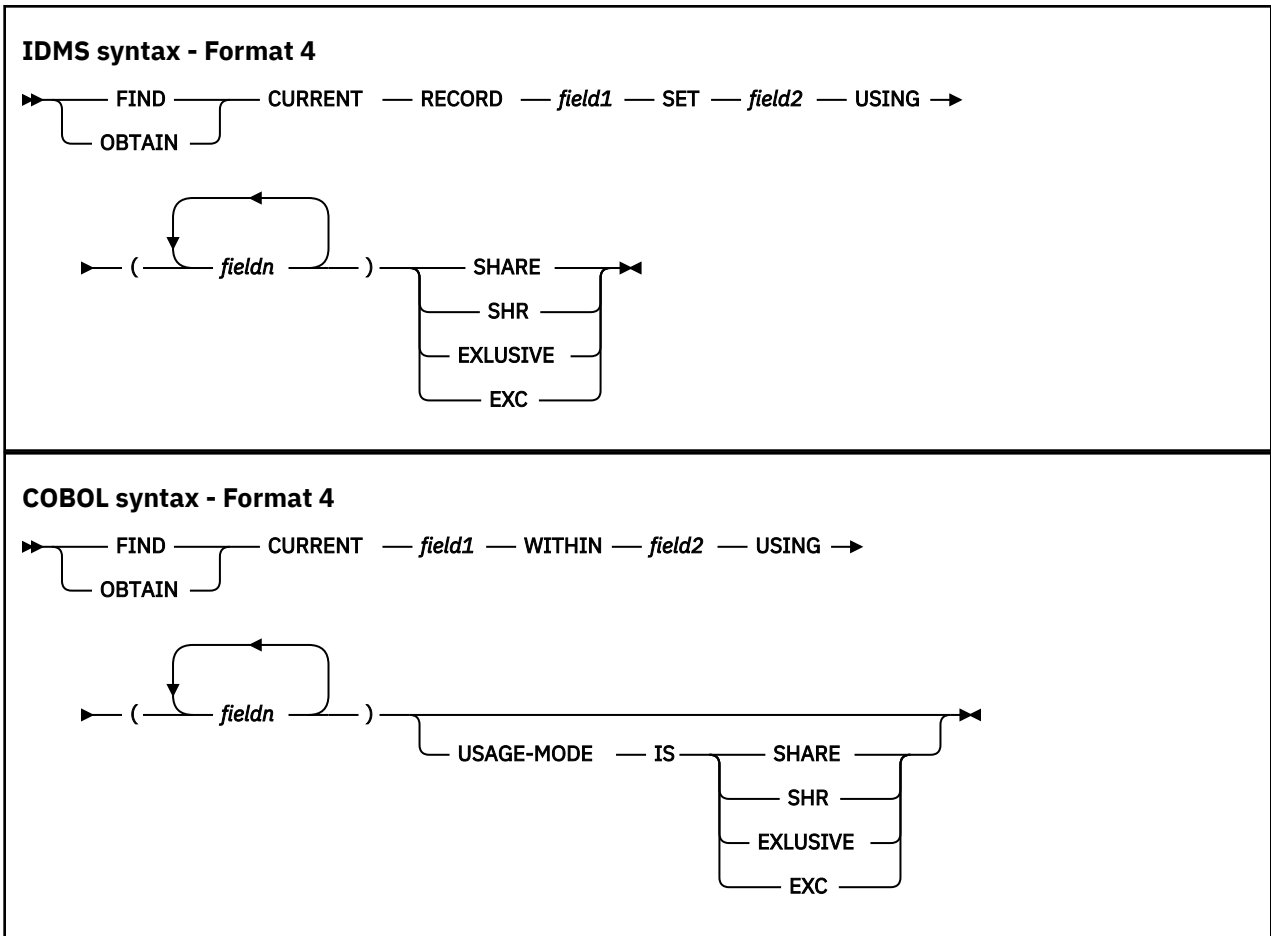 IDMS syntax - Format 4
FIND CURRENT RECORD field1 SET field2 USING
OBTAIN
( fieldn ) SHARE
SHR
EXLUSIVE
EXC
COBOL syntax - Format 4
FIND CURRENT field1 WITHIN field2 USING
OBTAIN
( fieldn )
USAGE-MODE IS SHARE
SHR
EXLUSIVE
EXC